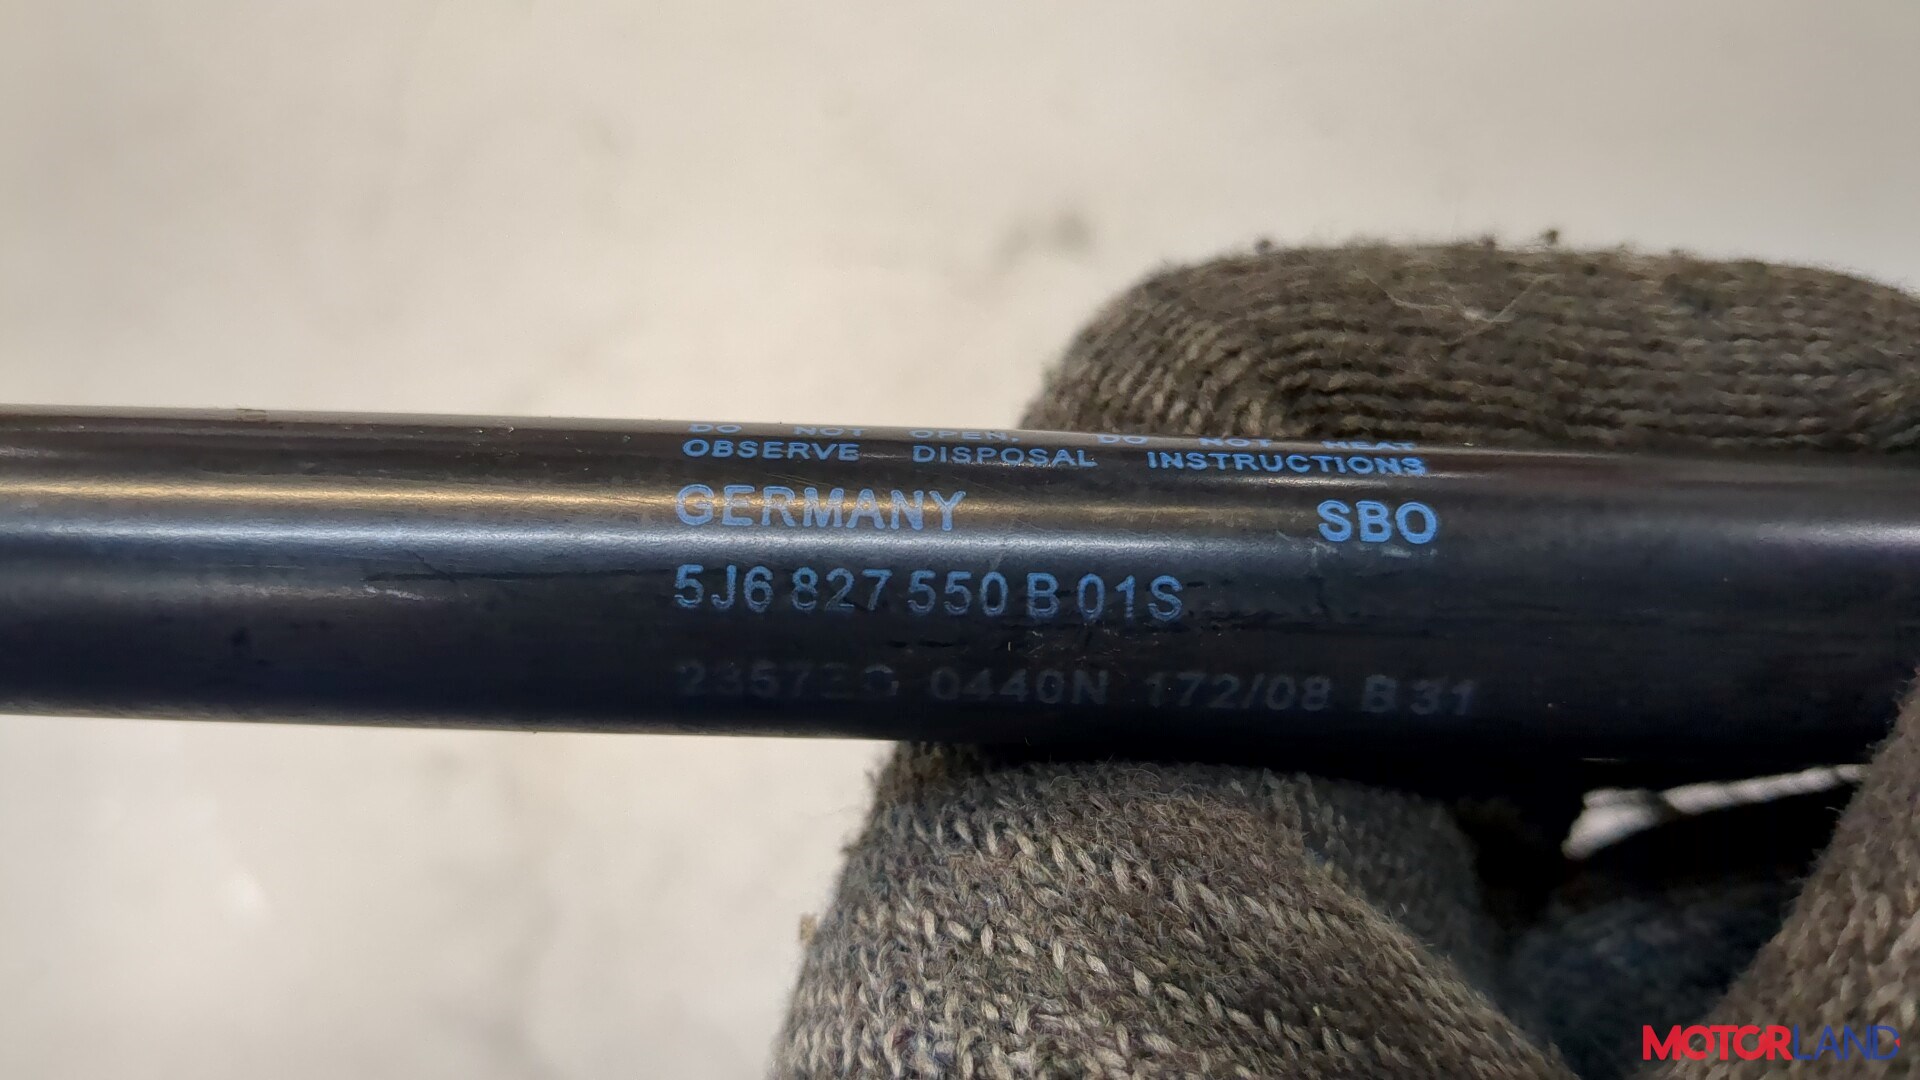 DO NOT OPEN. DO NOT HEAT
OBSERVE DISPOSAL INSTRUCTIONS
GERMANY SBO
5J6 827 550 B 01S
0440N 172/08 B31
MOTORLAND